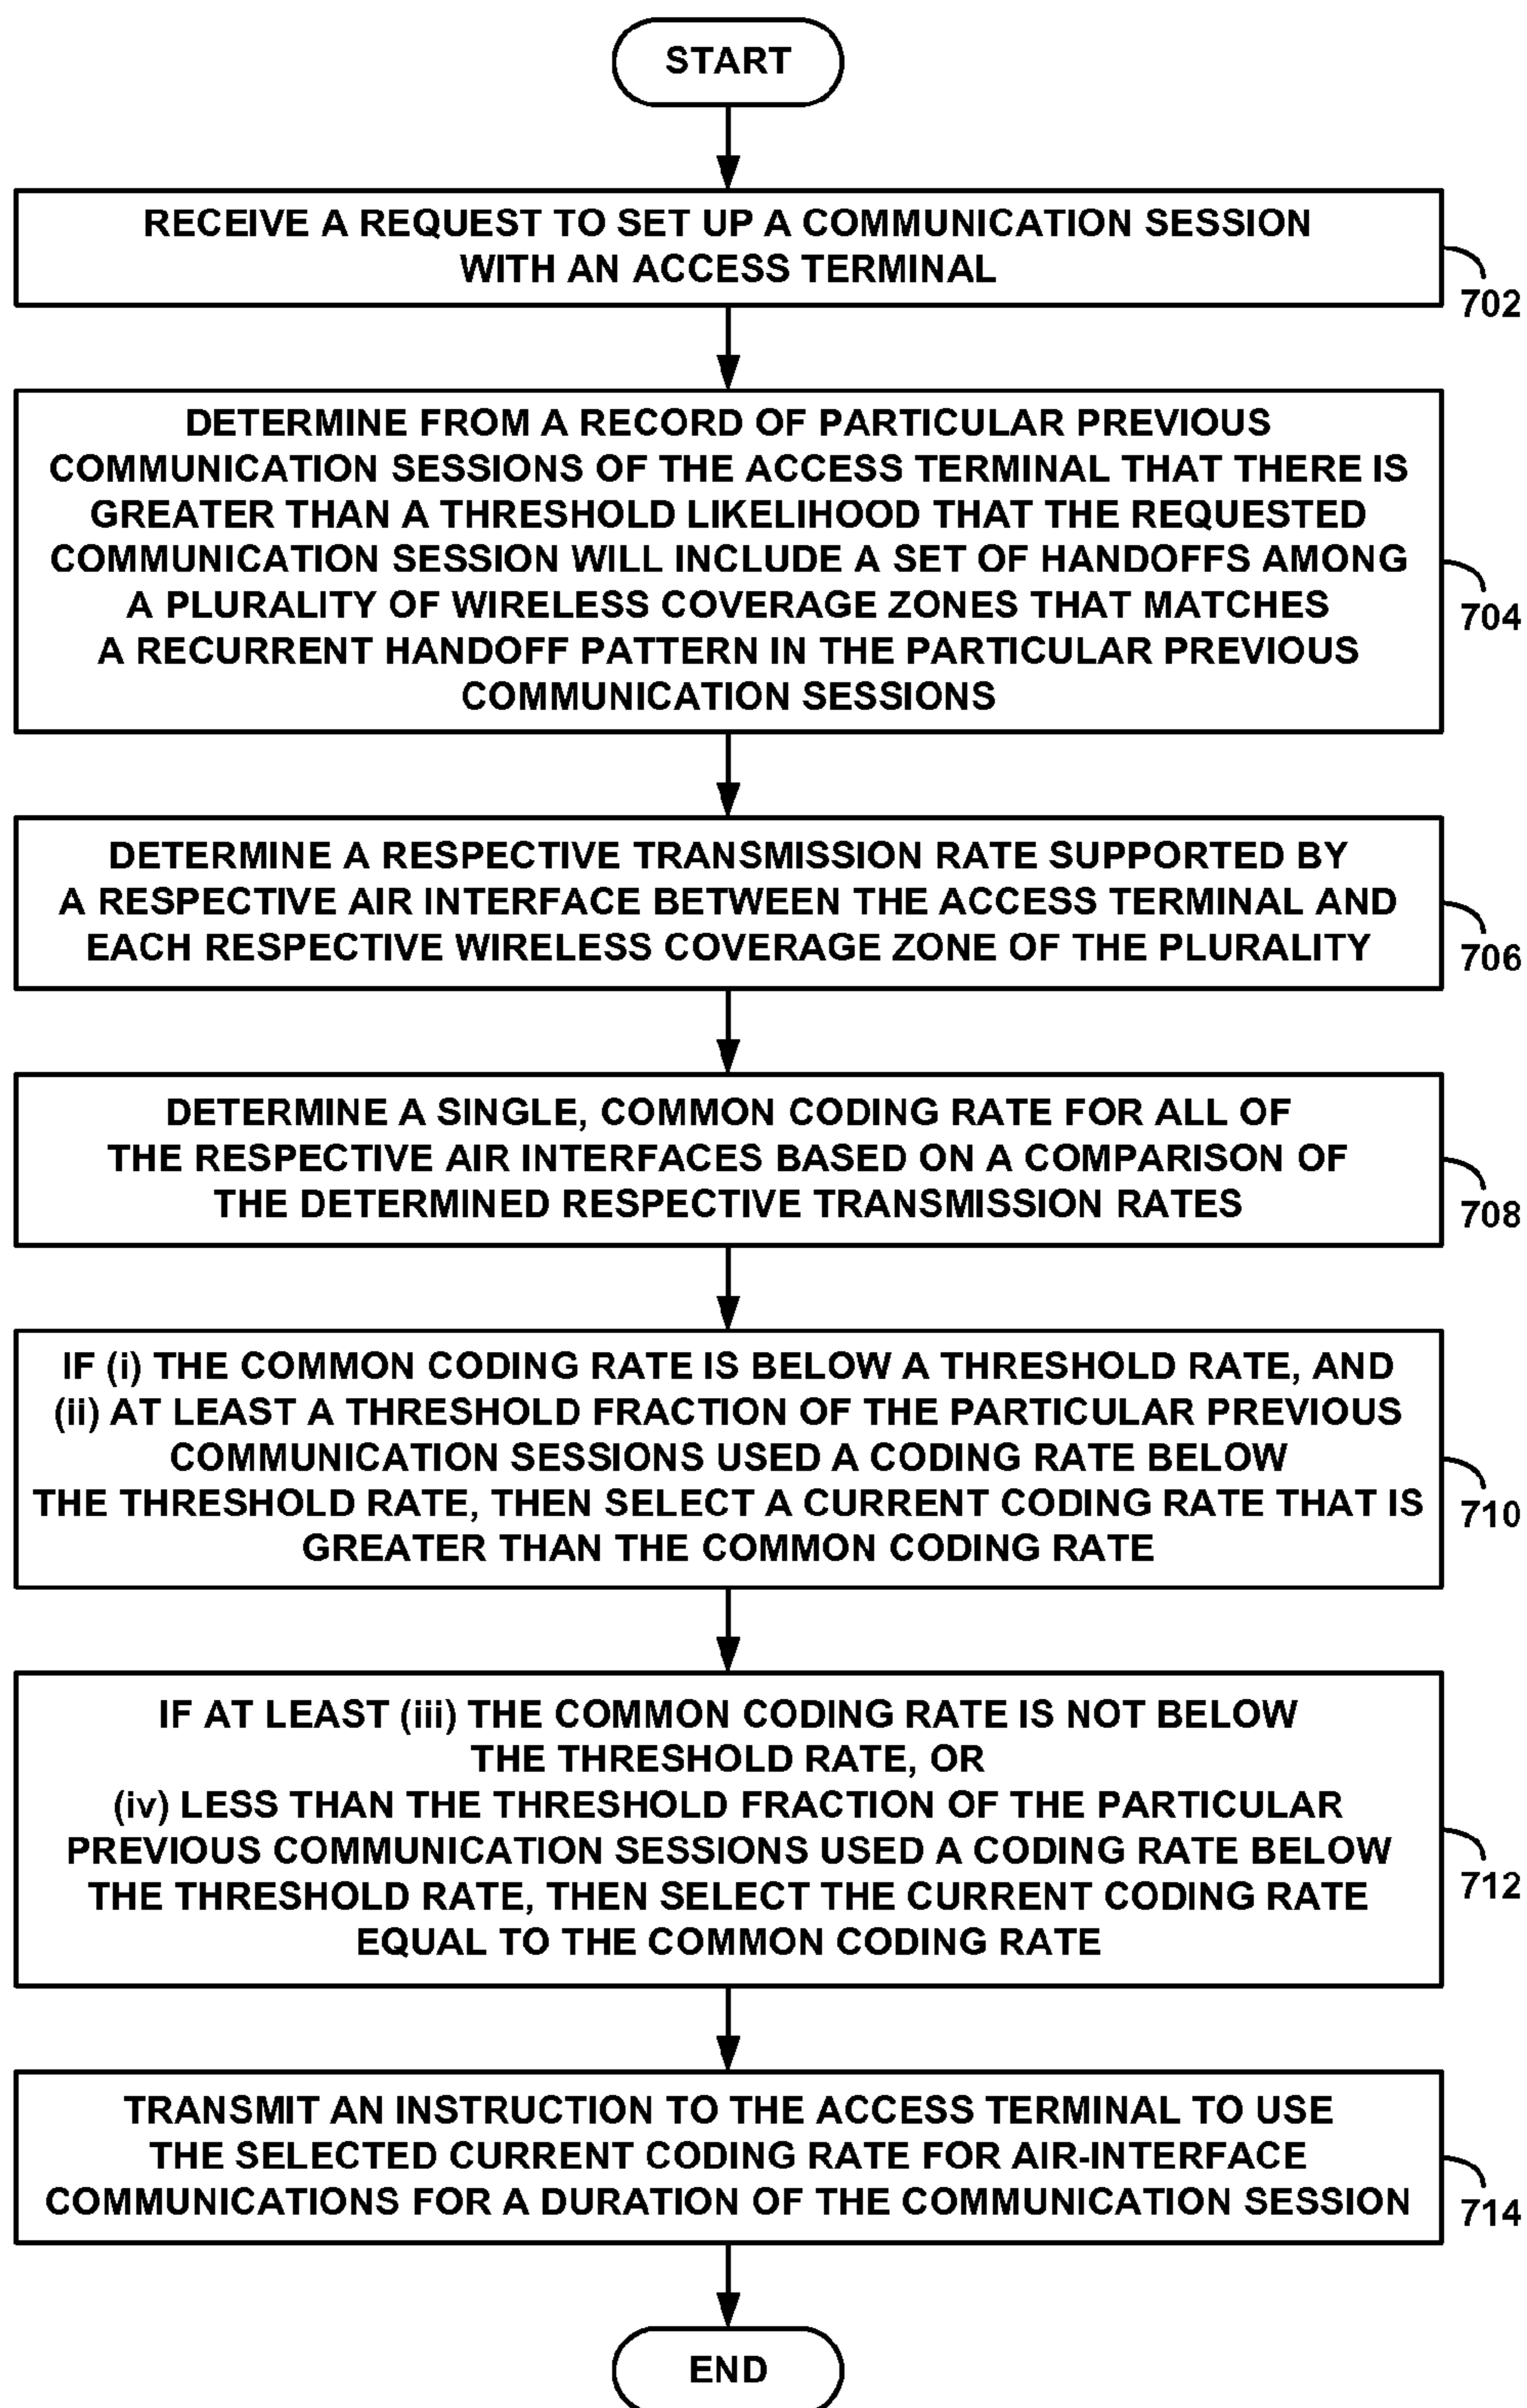 START
RECEIVE A REQUEST TO SET UP A COMMUNICATION SESSION
WITH AN ACCESS TERMINAL
702
DETERMINE FROM A RECORD OF PARTICULAR PREVIOUS
COMMUNICATION SESSIONS OF THE ACCESS TERMINAL THAT THERE IS
GREATER THAN A THRESHOLD LIKELIHOOD THAT THE REQUESTED
COMMUNICATION SESSION WILL INCLUDE A SET OF HANDOFFS AMONG
A PLURALITY OF WIRELESS COVERAGE ZONES THAT MATCHES
A RECURRENT HANDOFF PATTERN IN THE PARTICULAR PREVIOUS
COMMUNICATION SESSIONS
704
DETERMINE A RESPECTIVE TRANSMISSION RATE SUPPORTED BY
A RESPECTIVE AIR INTERFACE BETWEEN THE ACCESS TERMINAL AND
EACH RESPECTIVE WIRELESS COVERAGE ZONE OF THE PLURALITY
706
DETERMINE A SINGLE, COMMON CODING RATE FOR ALL OF
THE RESPECTIVE AIR INTERFACES BASED ON A COMPARISON OF
THE DETERMINED RESPECTIVE TRANSMISSION RATES
708
IF (i) THE COMMON CODING RATE IS BELOW A THRESHOLD RATE, AND
(ii) AT LEAST A THRESHOLD FRACTION OF THE PARTICULAR PREVIOUS
COMMUNICATION SESSIONS USED A CODING RATE BELOW
THE THRESHOLD RATE, THEN SELECT A CURRENT CODING RATE THAT IS
GREATER THAN THE COMMON CODING RATE
710
IF AT LEAST (iii) THE COMMON CODING RATE IS NOT BELOW
THE THRESHOLD RATE, OR
(iv) LESS THAN THE THRESHOLD FRACTION OF THE PARTICULAR
PREVIOUS COMMUNICATION SESSIONS USED A CODING RATE BELOW
THE THRESHOLD RATE, THEN SELECT THE CURRENT CODING RATE
EQUAL TO THE COMMON CODING RATE
712
TRANSMIT AN INSTRUCTION TO THE ACCESS TERMINAL TO USE
THE SELECTED CURRENT CODING RATE FOR AIR-INTERFACE
COMMUNICATIONS FOR A DURATION OF THE COMMUNICATION SESSION
714
END